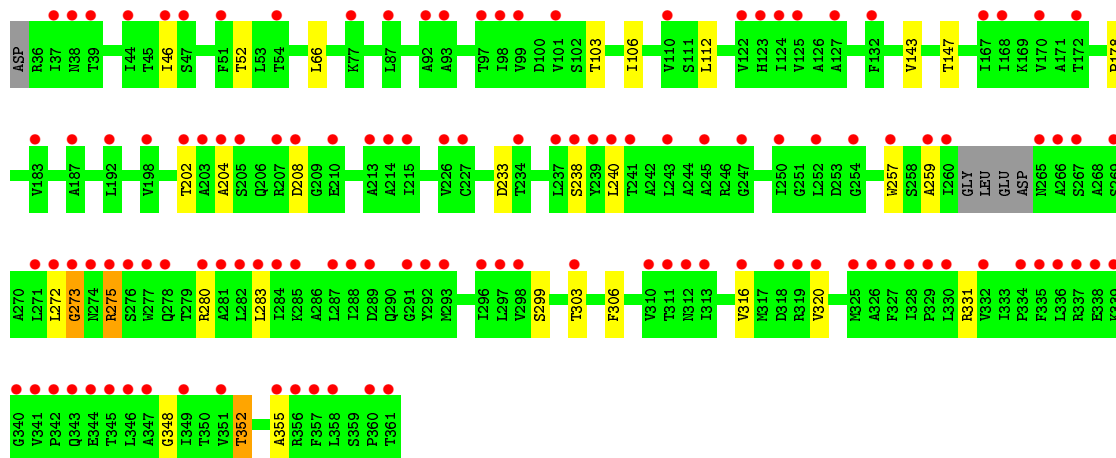 ASP R36 I37 N38 T39 I44 T45 I46 S47 F51 T52 L53 T54 L66 K77 L87 A92 A93 T97 I98 V99 D100 V101 S102 T103 I106 V110 S111 L112 V122 H123 I124 V125 A126 A127 F132 V143 T147 I167 I168 K169 V170 A171 T172
V183 A187 L192 V198 T202 A203 A204 S205 Q206 R207 D208 G209 E210 A213 A214 I215 V226 C227 D233 T234 L237 S238 Y239 L240 T241 A242 L243 A244 A245 R246 G247 I250 G251 L252 D253 G254 W257 S258 A259 I260 GLY LEU GLU ASP N265 A266 S267 A268
A270 L271 L272 G273 N274 R275 S276 W277 Q278 T279 R280 A281 L282 L283 I284 K285 A286 L287 I288 D289 Q290 G291 Y292 M293 I296 L297 V298 S299 T303 F306 V310 T311 N312 I313 V316 M317 D318 R319 V320 M325 A326 F327 I328 P329 L330 R331 V332 I333 P334 F335 L336 R337 E338
G340 V341 P342 Q343 E344 T345 L346 A347 G348 I349 T350 V351 T352 A355 R356 F357 L358 S359 P360 T361